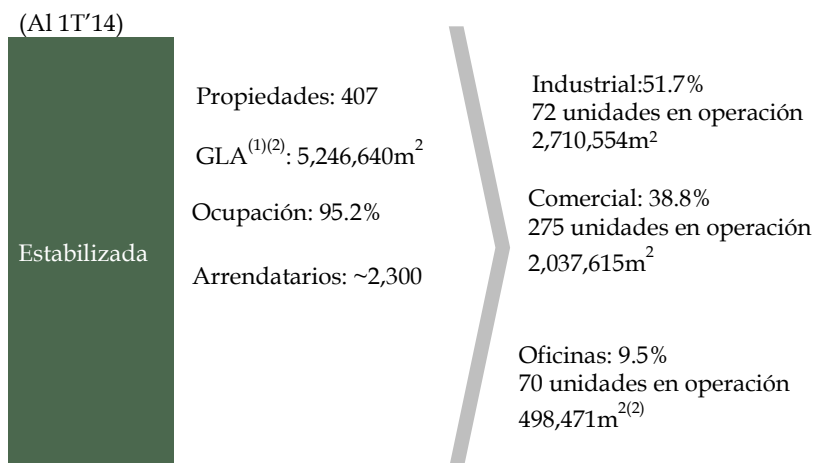 (Al 1T’14)
Estabilizada
Propiedades: 407
GLA(1)(2): 5,246,640m2
Ocupación: 95.2%
Arrendatarios: ~2,300
Industrial:51.7%
72 unidades en operación
2,710,554m²
Comercial: 38.8%
275 unidades en operación
2,037,615m2
Oficinas: 9.5%
70 unidades en operación
498,471m2(2)